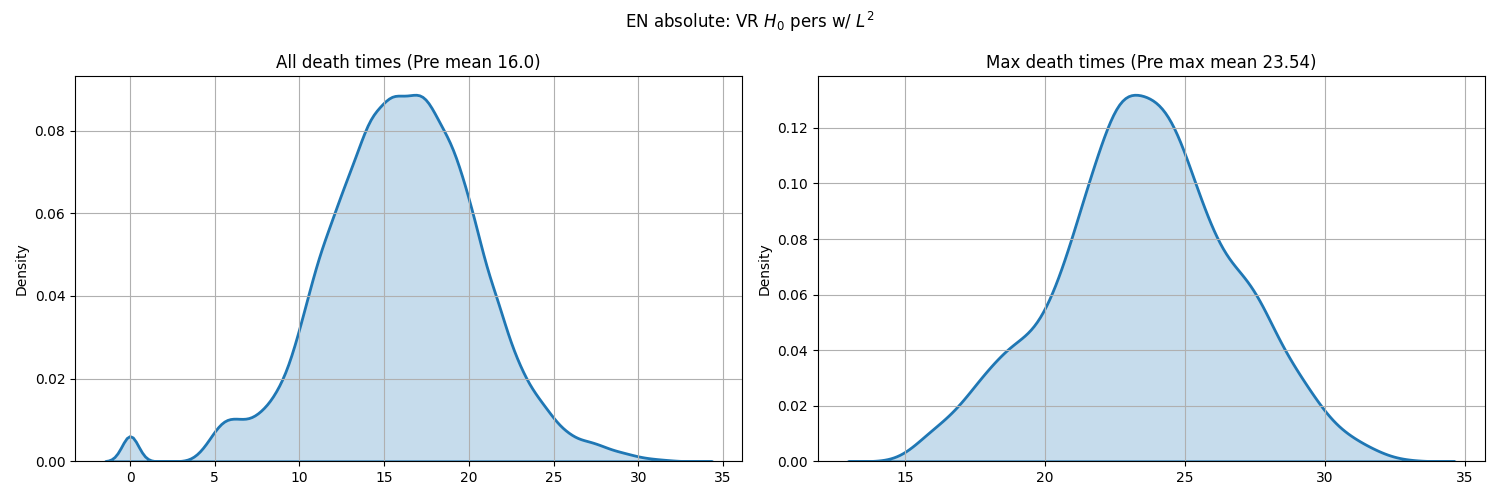 EN absolute: VR $H_0$ pers w/ $L^2$
All death times (Pre mean 16.0)
Density
0.08
0.06
0.04
0.02
0.00
0 5 10 15 20 25 30 35
Max death times (Pre max mean 23.54)
Density
0.12
0.10
0.08
0.06
0.04
0.02
0.00
15 20 25 30 35